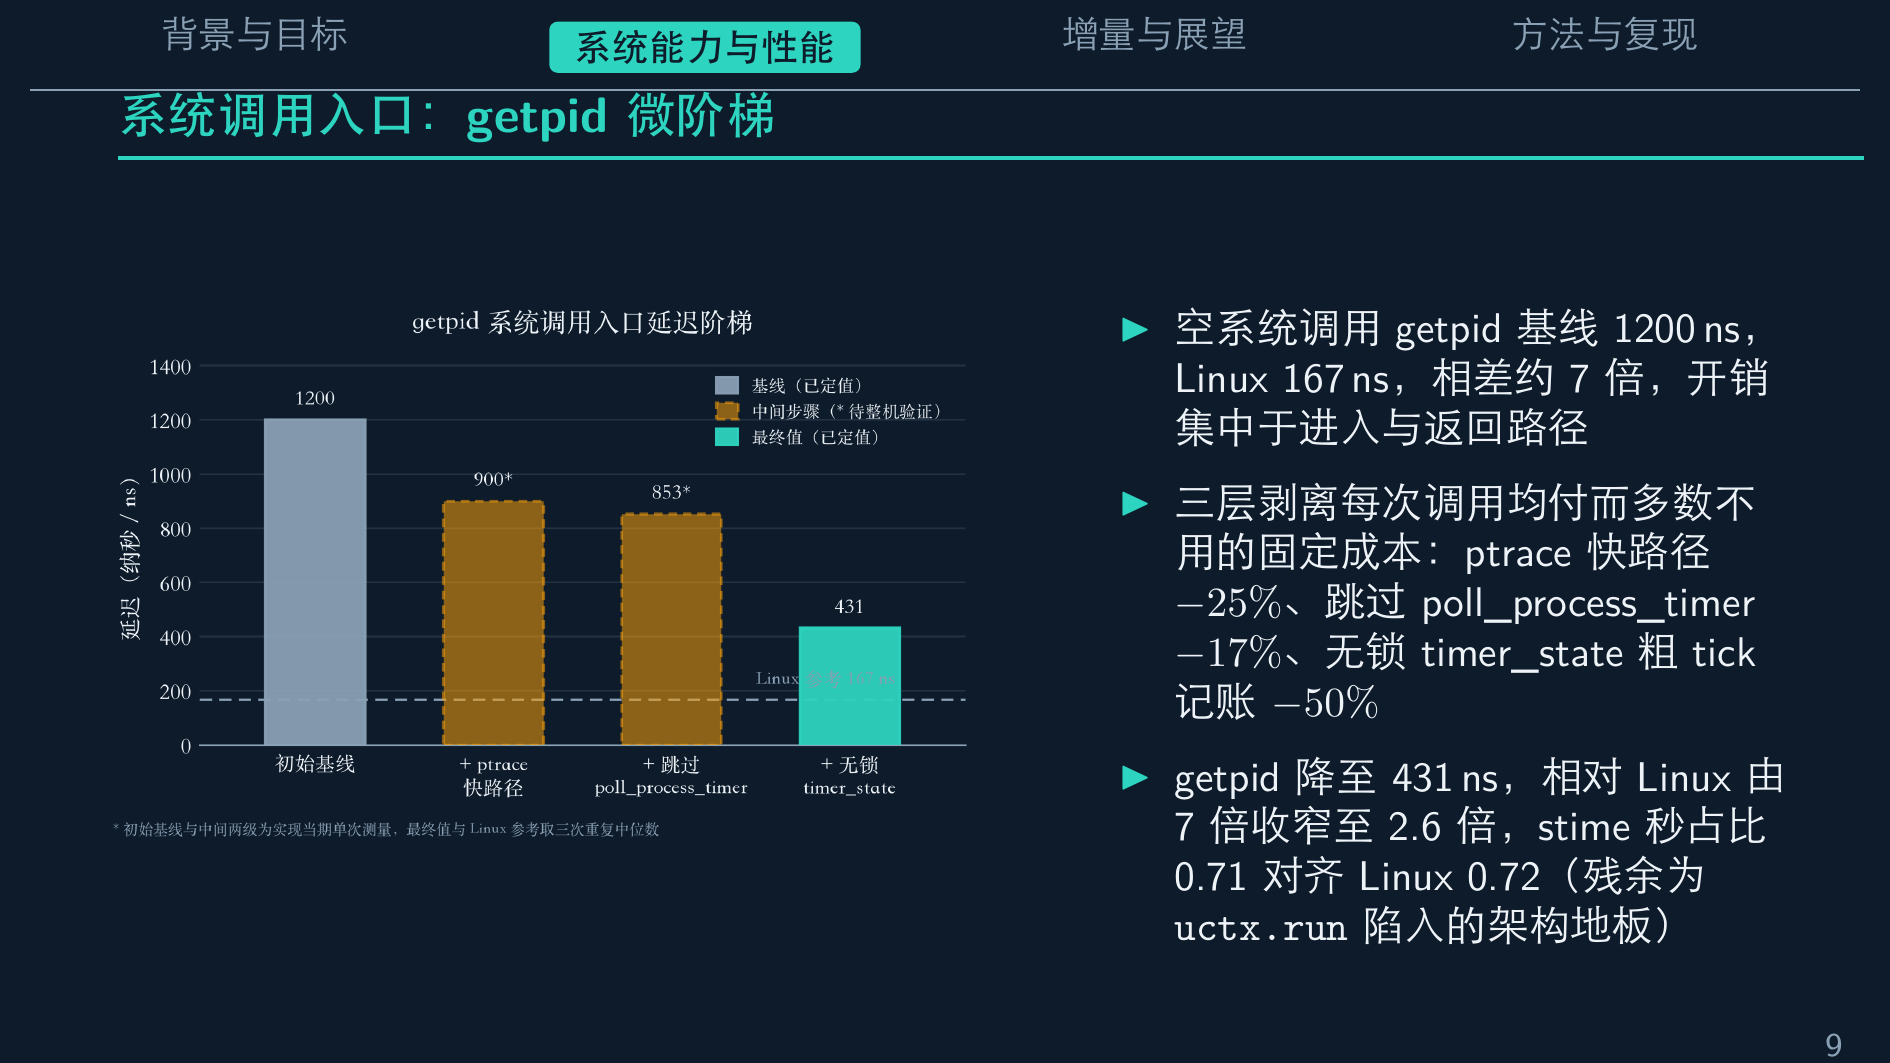 背景与目标
系统能力与性能
增量与展望
方法与复现
系统调用入口：getpid 微阶梯
getpid 系统调用入口延迟阶梯
延迟（纳秒 / ns）
1400
1200
1000
800
600
400
200
0
1200
900*
853*
431
基线（已定值）
中间步骤（* 待整机验证）
最终值（已定值）
Linux 参考 167 ns
初始基线
+ ptrace
快路径
+ 跳过
poll_process_timer
+ 无锁
timer_state
* 初始基线与中间两级为实现当期单次测量，最终值与 Linux 参考取三次重复中位数
▶ 空系统调用 getpid 基线 1200 ns，
Linux 167 ns，相差约 7 倍，开销
集中于进入与返回路径
▶ 三层剥离每次调用均付而多数不
用的固定成本：ptrace 快路径
−25%、跳过 poll_process_timer
−17%、无锁 timer_state 粗 tick
记账 −50%
▶ getpid 降至 431 ns，相对 Linux 由
7 倍收窄至 2.6 倍，stime 秒占比
0.71 对齐 Linux 0.72（残余为
uctx.run 陷入的架构地板）
9